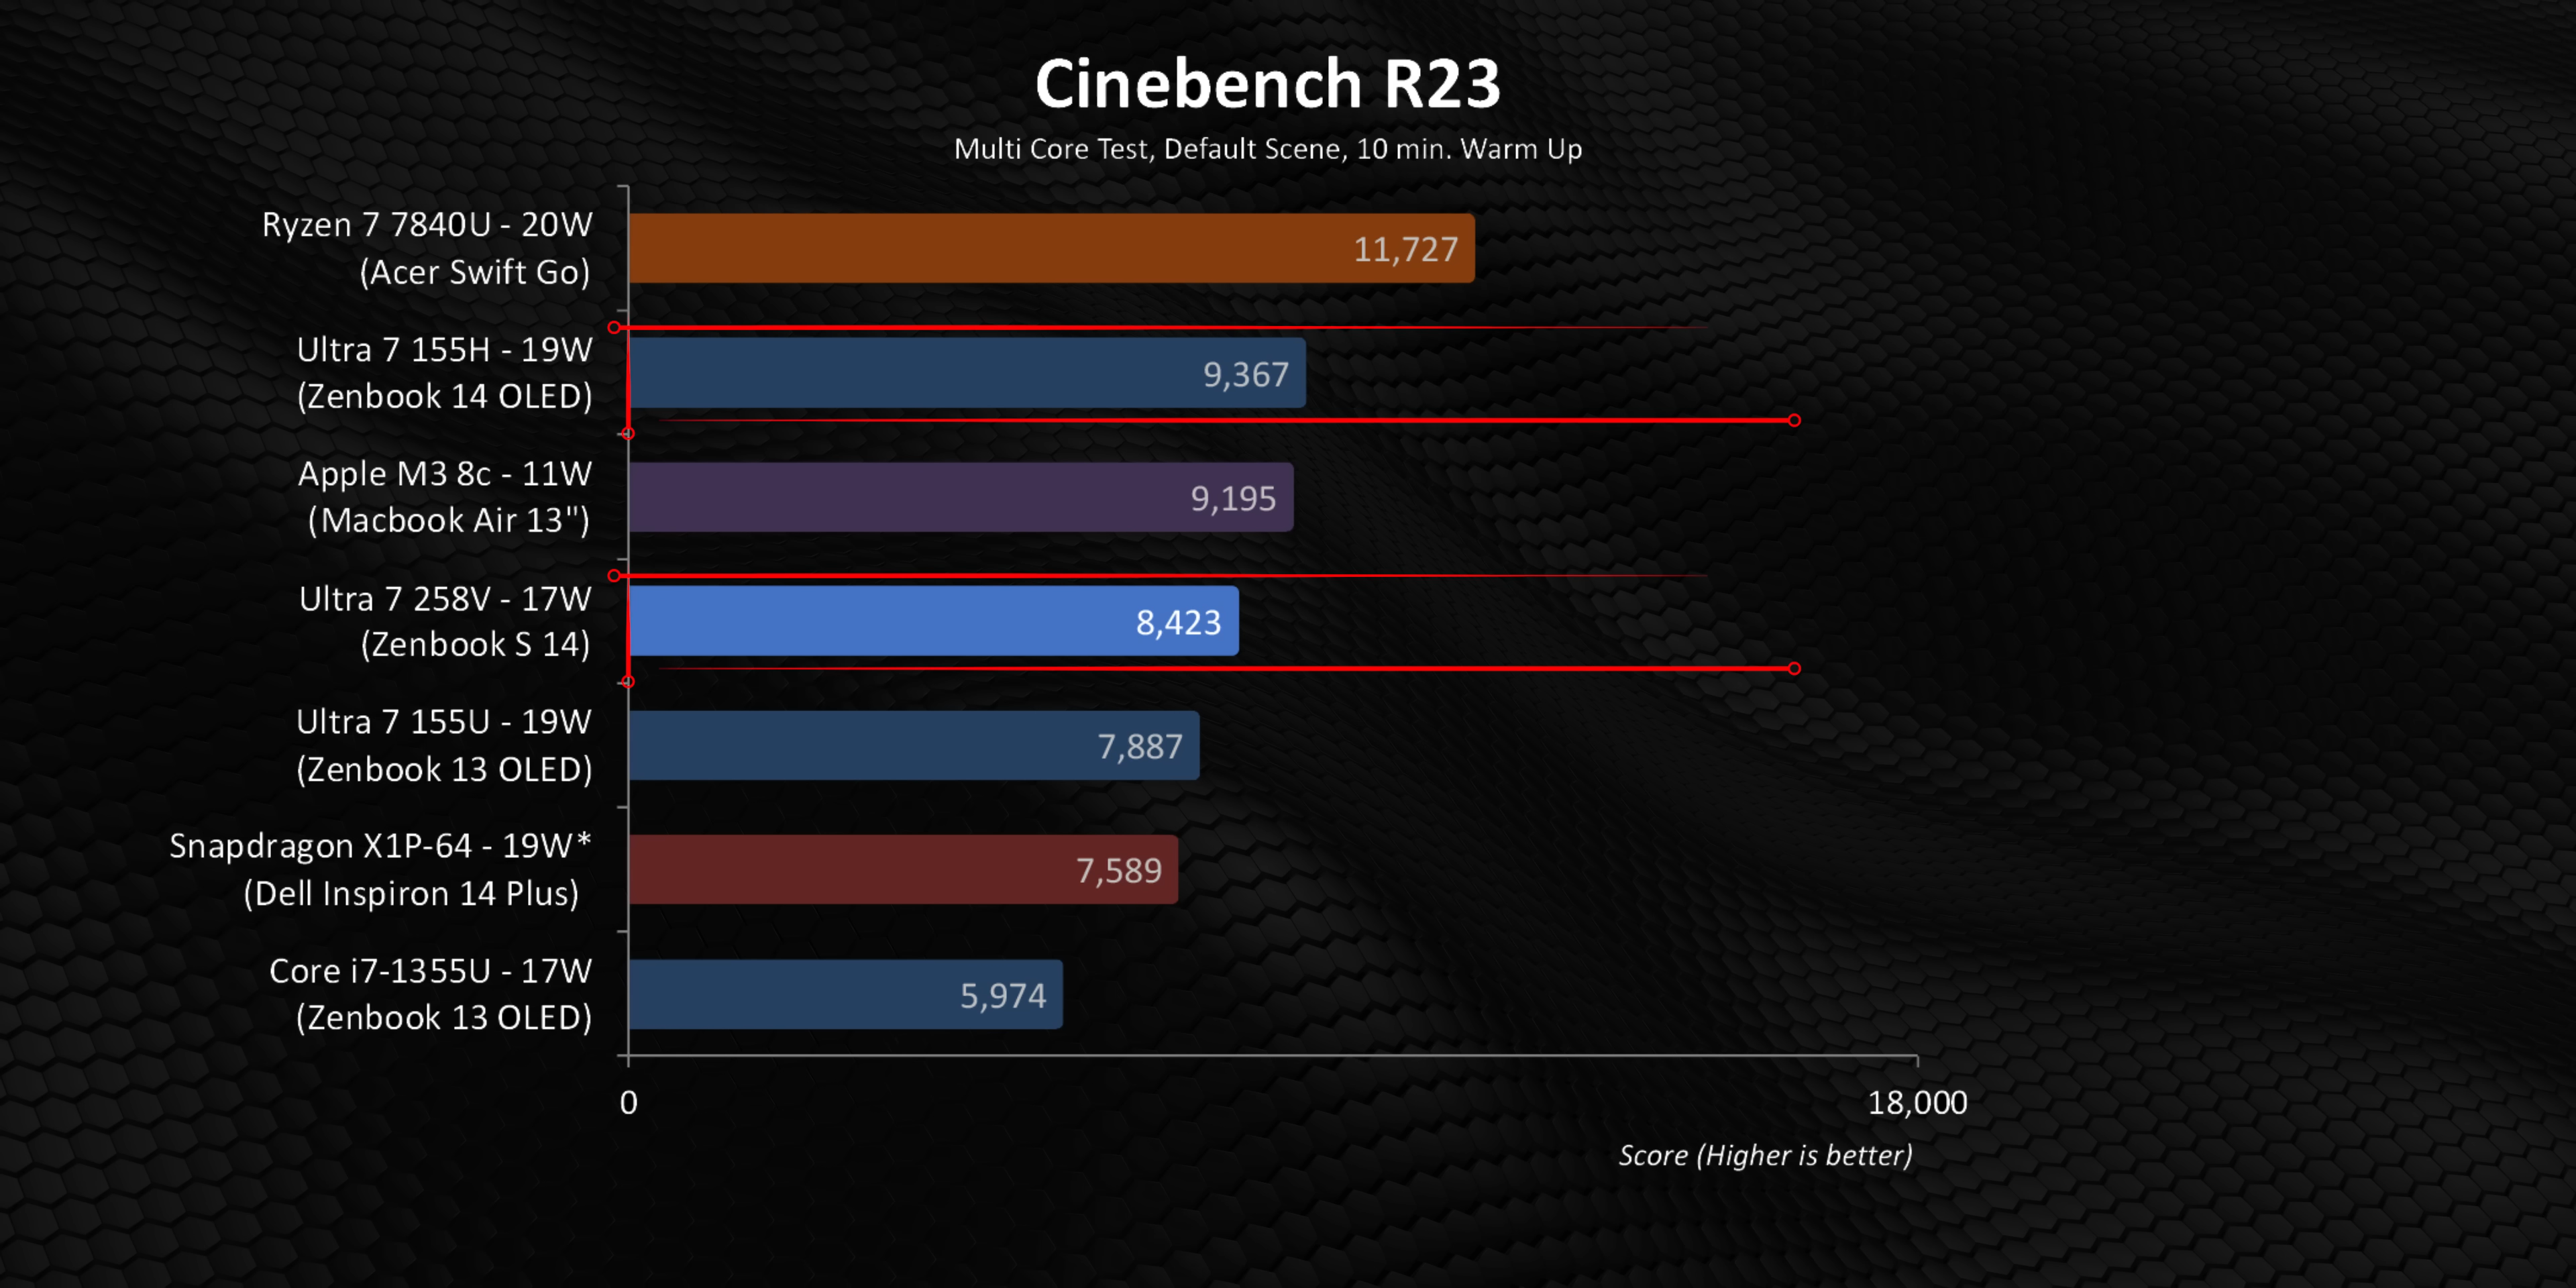 Cinebench R23
Multi Core Test, Default Scene, 10 min. Warm Up
Ryzen 7 7840U - 20W
(Acer Swift Go)
11,727
Ultra 7 155H - 19W
(Zenbook 14 OLED)
9,367
Apple M3 8c - 11W
(Macbook Air 13")
9,195
Ultra 7 258V - 17W
(Zenbook S 14)
8,423
Ultra 7 155U - 19W
(Zenbook 13 OLED)
7,887
Snapdragon X1P-64 - 19W*
(Dell Inspiron 14 Plus)
7,589
Core i7-1355U - 17W
(Zenbook 13 OLED)
5,974
0
18,000
Score (Higher is better)